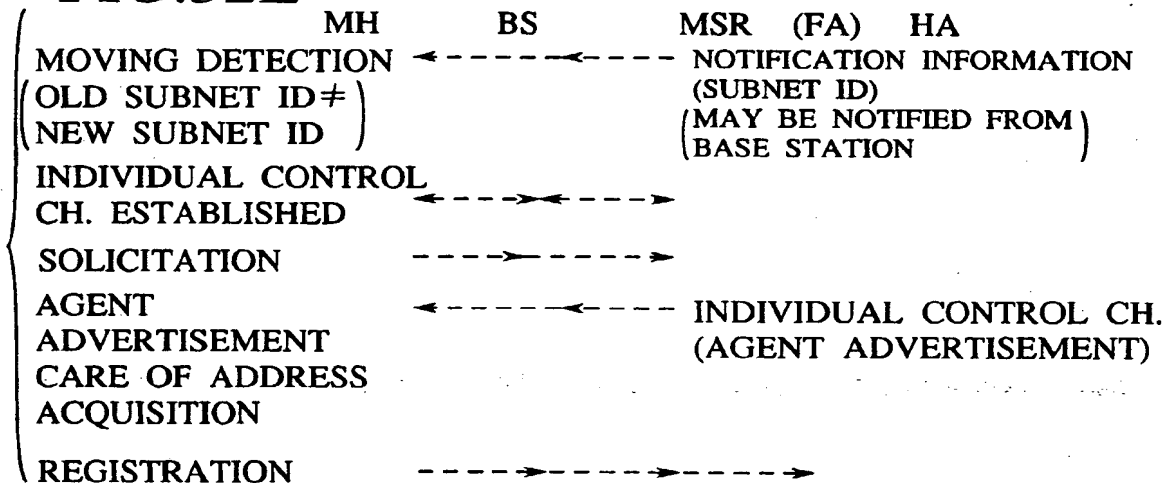 MH BS MSR (FA) HA
MOVING DETECTION
(OLD SUBNET ID≠
NEW SUBNET ID)
NOTIFICATION INFORMATION
(SUBNET ID)
(MAY BE NOTIFIED FROM
BASE STATION)
INDIVIDUAL CONTROL
CH. ESTABLISHED
SOLICITATION
AGENT
ADVERTISEMENT
CARE OF ADDRESS
ACQUISITION
INDIVIDUAL CONTROL CH.
(AGENT ADVERTISEMENT)
REGISTRATION